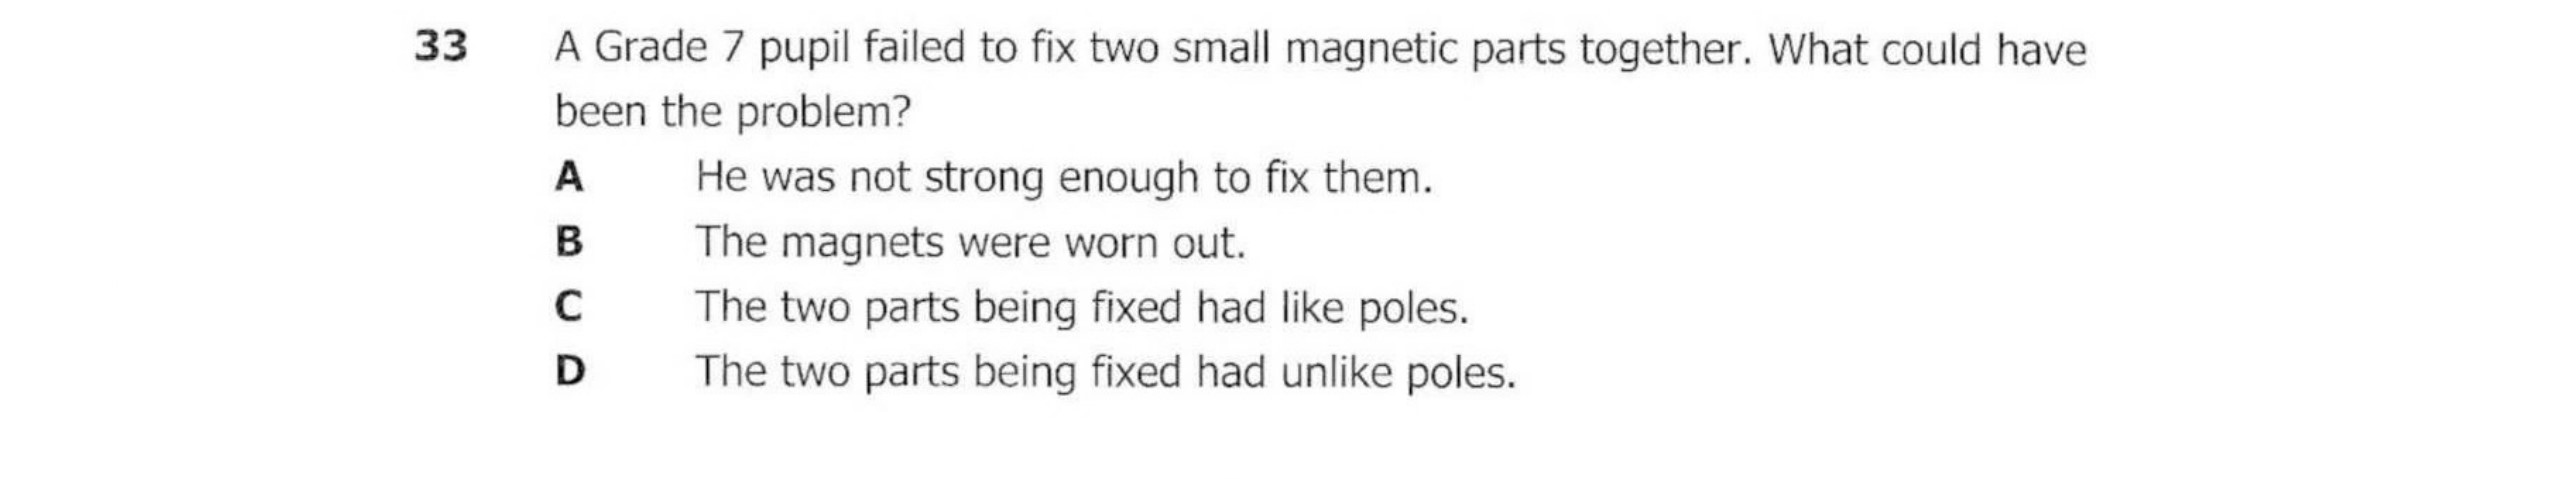 33 A Grade 7 pupil failed to fix two small magnetic parts together. What could have
been the problem?
A He was not strong enough to fix them.
B The magnets were worn out.
C The two parts being fixed had like poles.
D The two parts being fixed had unlike poles.